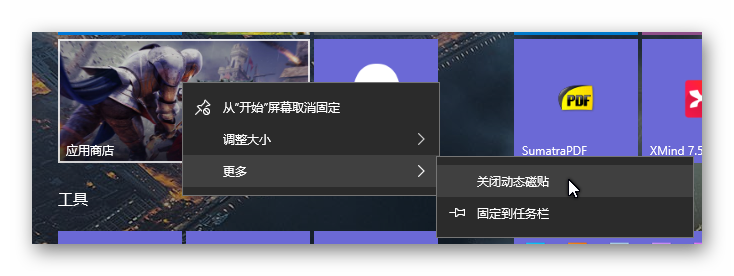 从“开始”屏幕取消固定
调整大小
更多
应用商店
PDF
SumatraPDF
XMind 7.5
关闭动态磁贴
固定到任务栏
工具